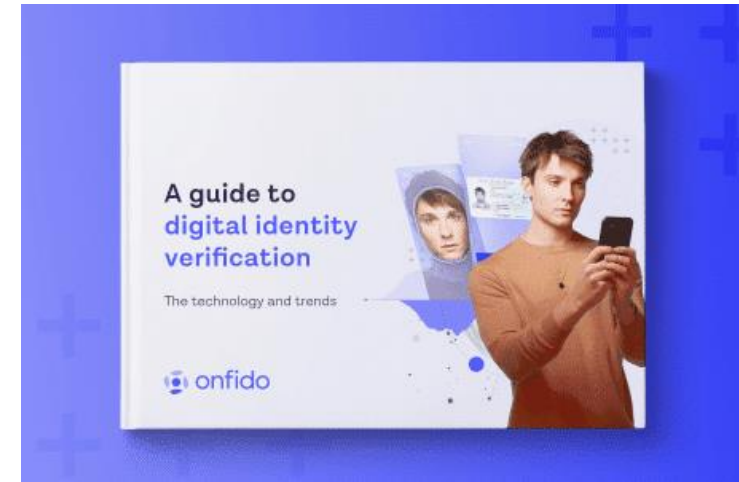 A guide to
digital identity
verification
The technology and trends
onfido